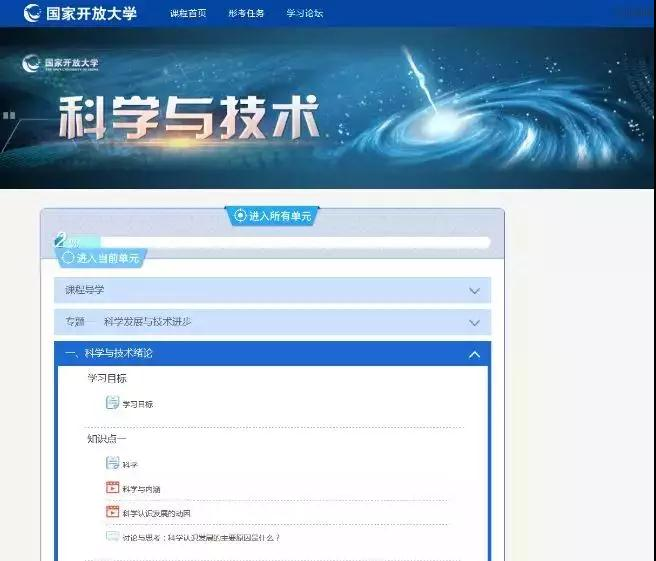 国家开放大学 课程首页 形考任务 学习论坛
国家开放大学
科学与技术
进入所有单元
2%
进入当前单元
课程导学
专题一 科学发展与技术进步
一、科学与技术绪论
学习目标
学习目标
知识点一
科学
科学与内涵
科学认识发展的动因
讨论与思考:科学认识发展的主要原因是什么?